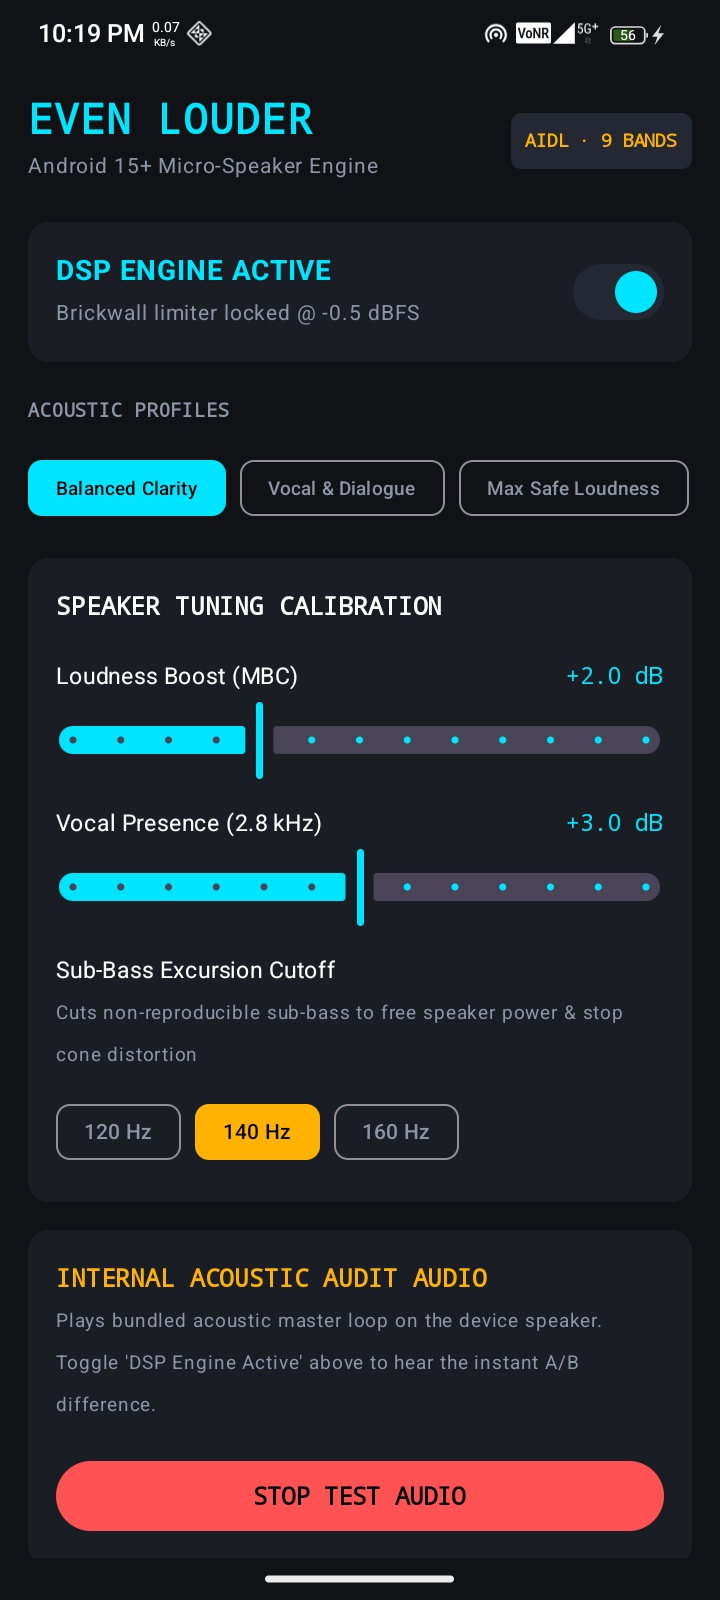 10:19 PM 0.07 KB/s VoNR 5G+ 56
EVEN LOUDER
Android 15+ Micro-Speaker Engine
AIDL · 9 BANDS
DSP ENGINE ACTIVE
Brickwall limiter locked @ -0.5 dBFS
ACOUSTIC PROFILES
Balanced Clarity Vocal & Dialogue Max Safe Loudness
SPEAKER TUNING CALIBRATION
Loudness Boost (MBC) +2.0 dB
Vocal Presence (2.8 kHz) +3.0 dB
Sub-Bass Excursion Cutoff
Cuts non-reproducible sub-bass to free speaker power & stop
cone distortion
120 Hz 140 Hz 160 Hz
INTERNAL ACOUSTIC AUDIT AUDIO
Plays bundled acoustic master loop on the device speaker.
Toggle 'DSP Engine Active' above to hear the instant A/B
difference.
STOP TEST AUDIO